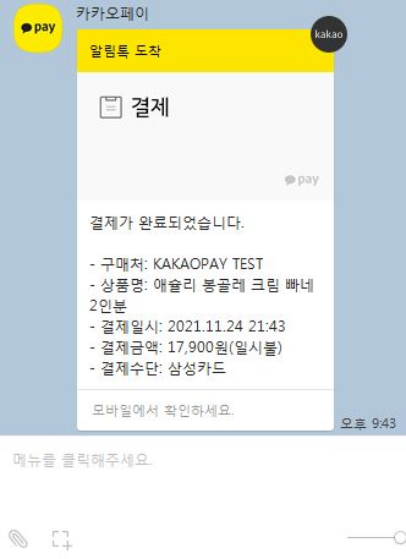 pay
카카오페이
알림톡 도착
kakao
결제
pay
결제가 완료되었습니다.
- 구매처: KAKAOPAY TEST
- 상품명: 애슐리 봉골레 크림 빠네
2인분
- 결제일시: 2021.11.24 21:43
- 결제금액: 17,900원(일시불)
- 결제수단: 삼성카드
모바일에서 확인하세요.
오후 9:43
메뉴를 클릭해주세요.